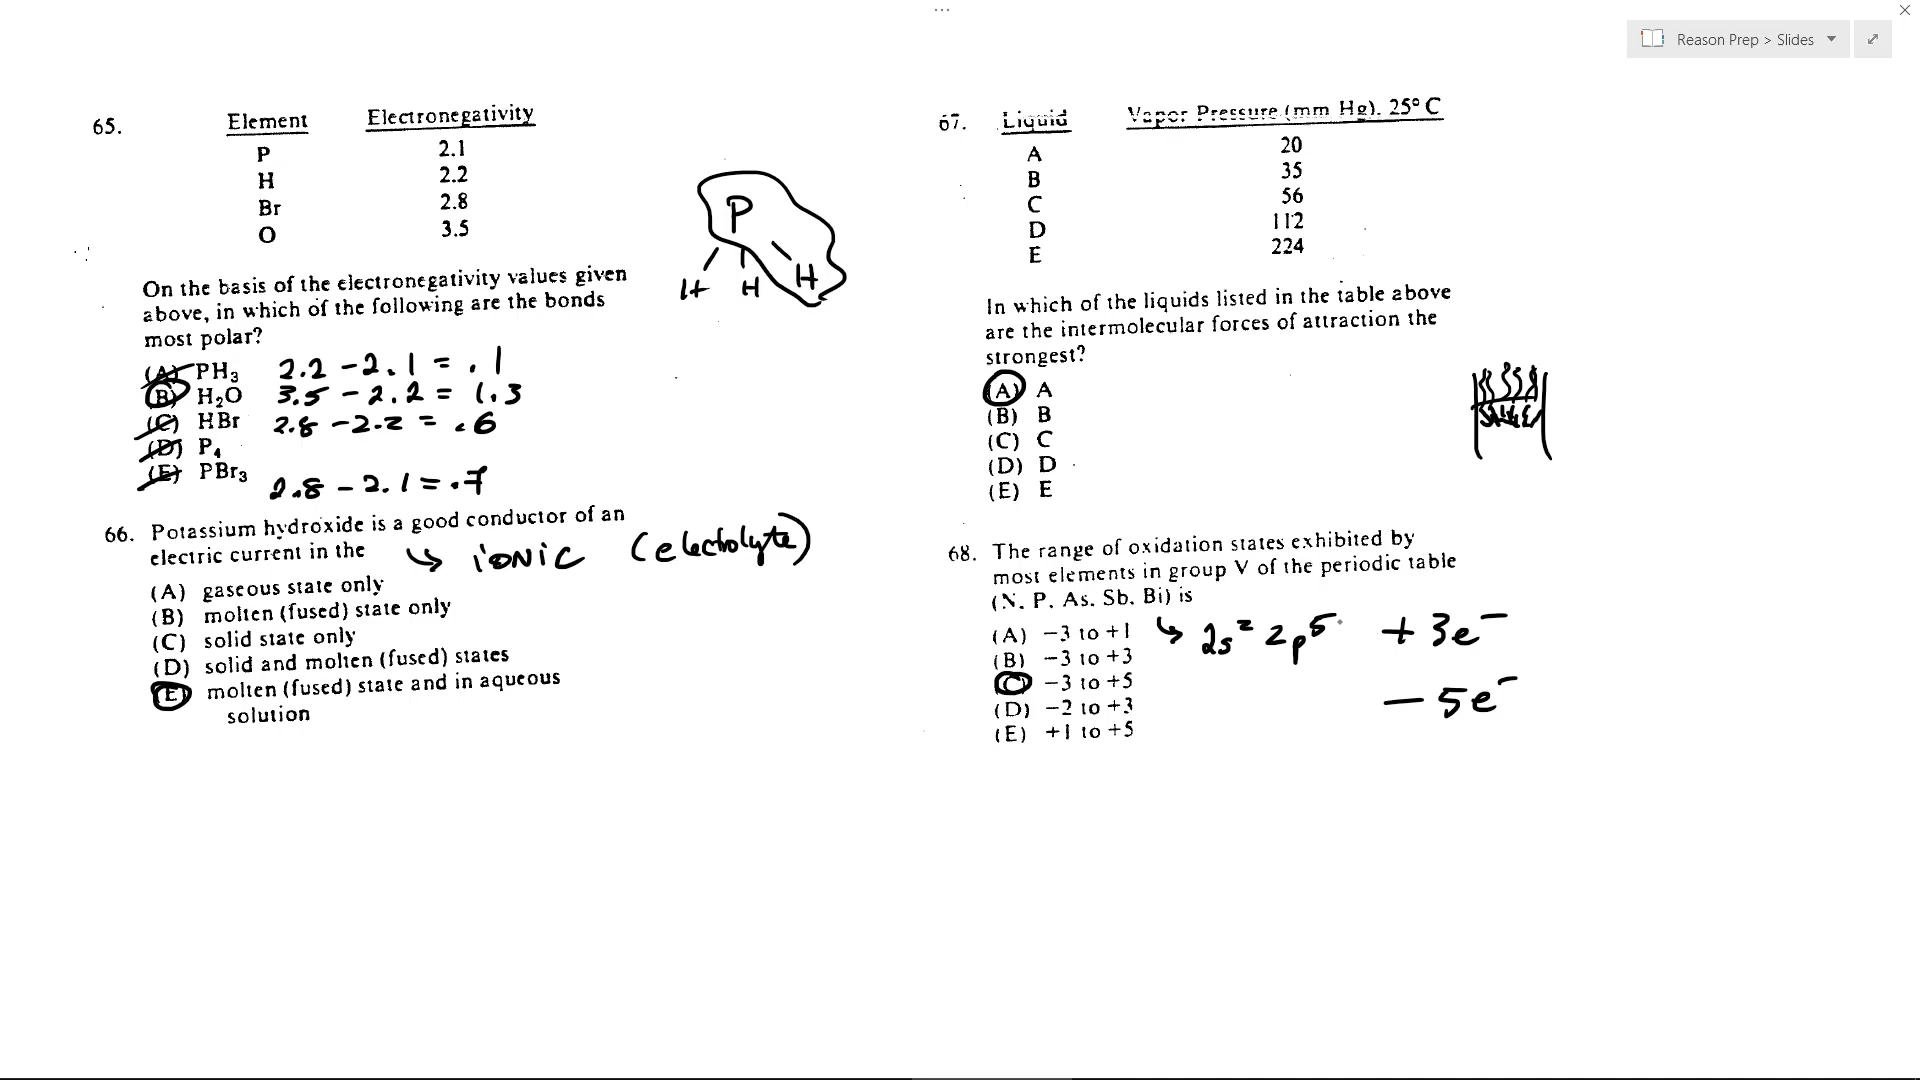 ...
Reason Prep > Slides
65.
Element Electronegativity
P 2.1
H 2.2
Br 2.8
O 3.5
On the basis of the electronegativity values given
above, in which of the following are the bonds
most polar?
(A) PH₃ 2.2 - 2.1 = .1
(B) H₂O 3.5 - 2.2 = 1.3
(C) HBr 2.8 - 2.2 = .6
(D) P₄
(E) PBr₃ 2.8 - 2.1 = .7
P
H H H
66. Potassium hydroxide is a good conductor of an
electric current in the ↳ ionic (electrolyte)
(A) gaseous state only
(B) molten (fused) state only
(C) solid state only
(D) solid and molten (fused) states
(E) molten (fused) state and in aqueous
solution
67. Liquid Vapor Pressure (mm Hg). 25° C
A 20
B 35
C 56
D 112
E 224
In which of the liquids listed in the table above
are the intermolecular forces of attraction the
strongest?
(A) A
(B) B
(C) C
(D) D
(E) E
68. The range of oxidation states exhibited by
most elements in group V of the periodic table
(N. P. As. Sb. Bi) is
(A) −3 to +1 ↳ 2s² 2p⁵ + 3e⁻
(B) −3 to +3
(C) −3 to +5 − 5e⁻
(D) −2 to +3
(E) +1 to +5